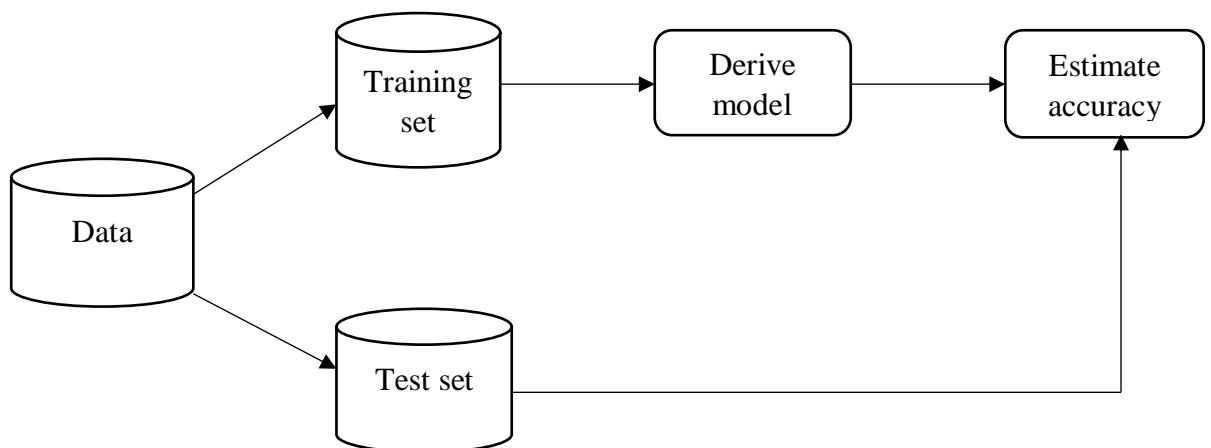 Training
set
Derive
model
Estimate
accuracy
Data
Test set